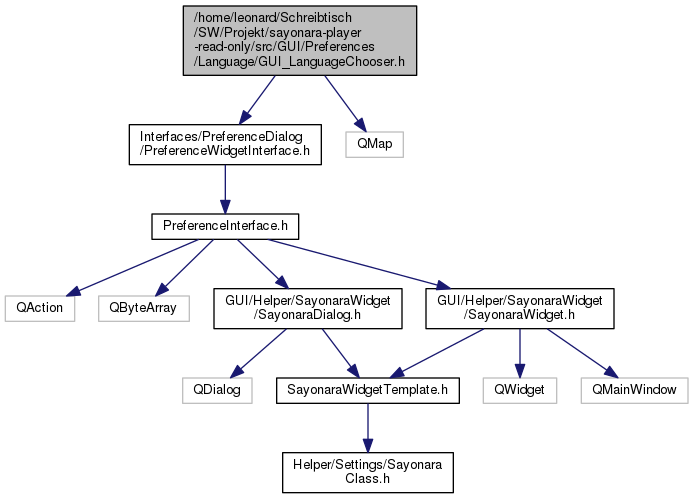 /home/leonard/Schreibtisch
/SW/Projekt/sayonara-player
-read-only/src/GUI/Preferences
/Language/GUI_LanguageChooser.h
Interfaces/PreferenceDialog
/PreferenceWidgetInterface.h
QMap
PreferenceInterface.h
QAction
QByteArray
GUI/Helper/SayonaraWidget
/SayonaraDialog.h
GUI/Helper/SayonaraWidget
/SayonaraWidget.h
QDialog
SayonaraWidgetTemplate.h
QWidget
QMainWindow
Helper/Settings/Sayonara
Class.h